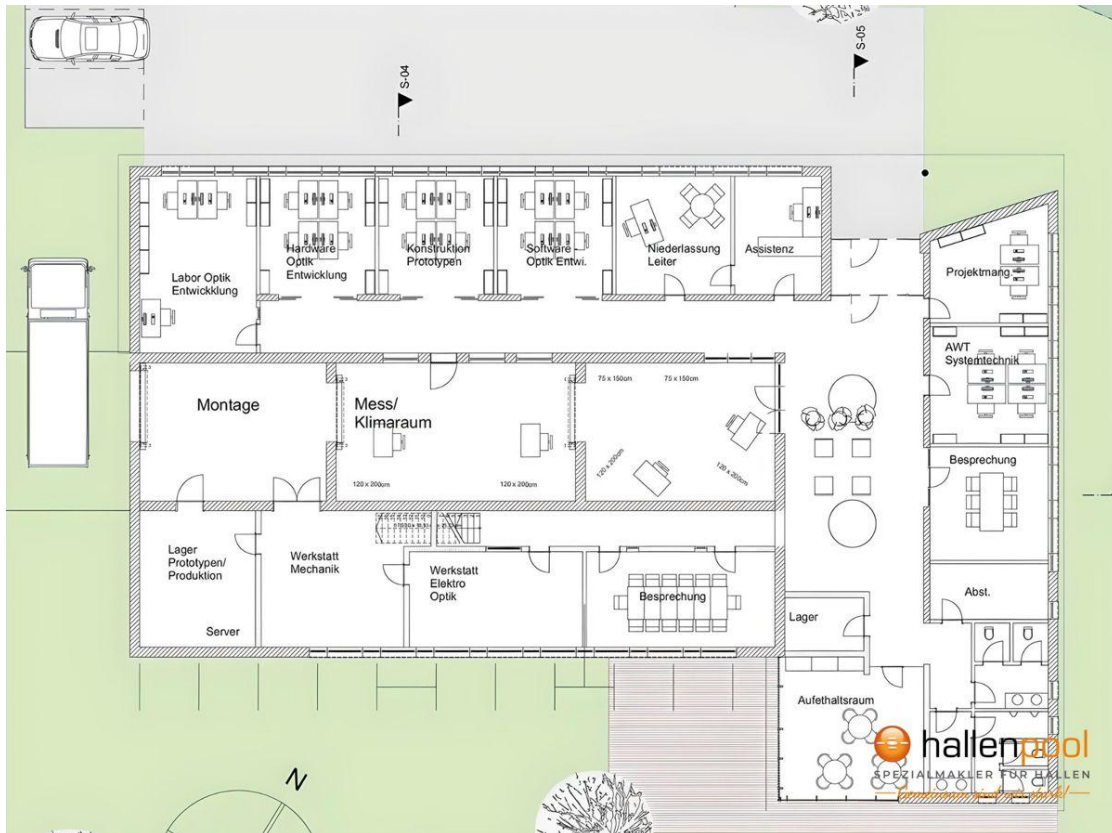 S-04
S-05
Labor Optik
Entwickklung
Hardware
Optik
Entwicklung
Konstruktion
Prototypen
Software
Optik Entwi.
Niederlassung
Leiter
Assistenz
Projektmang.
AWT
Systemtechnik
Montage
Mess/
Klimaraum
120 x 200cm
120 x 200cm
75 x 150cm
75 x 150cm
120 x 200cm
120 x 200cm
Besprechung
Lager
Prototypen/
Produktion
Server
Werkstatt
Mechanik
Werkstatt
Elektro
Optik
Besprechung
Abst.
Lager
Aufethaltsraum
N
hallenpool
SPEZIALMAKLER FÜR HALLEN